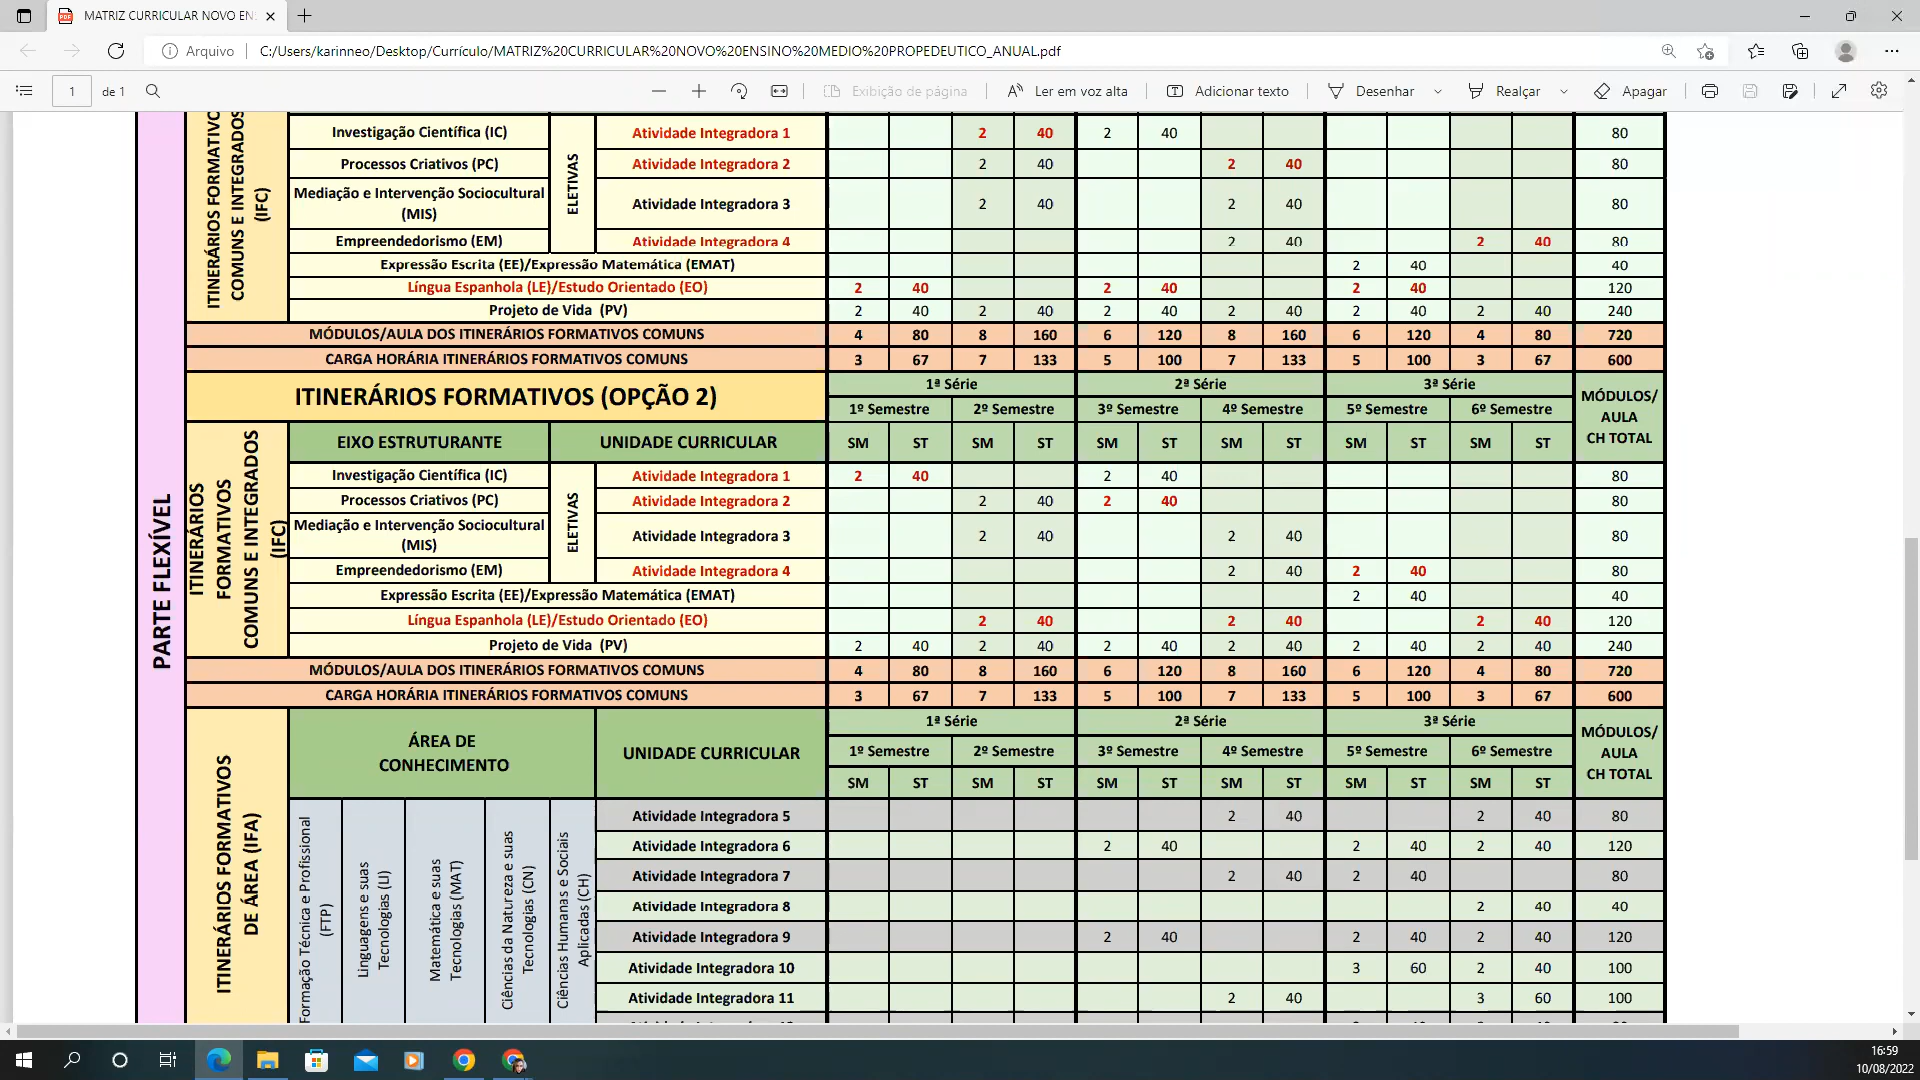 MATRIZ CURRICULAR NOVO EN
Arquivo C:/Users/karinneo/Desktop/Currículo/MATRIZ%20CURRICULAR%20NOVO%20ENSINO%20MEDIO%20PROPEDEUTICO_ANUAL.pdf
1 de 1 Exibição de página Ler em voz alta Adicionar texto Desenhar Realçar Apagar
PARTE FLEXÍVEL
ITINERÁRIOS FORMATIVO
COMUNS E INTEGRADOS
(IFC)
ELETIVAS
Investigação Científica (IC) Atividade Integradora 1 2 40 2 40 80
Processos Criativos (PC) Atividade Integradora 2 2 40 2 40 80
Mediação e Intervenção Sociocultural
(MIS) Atividade Integradora 3 2 40 2 40 80
Empreendedorismo (EM) Atividade Integradora 4 2 40 2 40 80
Expressão Escrita (EE)/Expressão Matemática (EMAT) 2 40 40
Língua Espanhola (LE)/Estudo Orientado (EO) 2 40 2 40 2 40 120
Projeto de Vida (PV) 2 40 2 40 2 40 2 40 2 40 2 40 240
MÓDULOS/AULA DOS ITINERÁRIOS FORMATIVOS COMUNS 4 80 8 160 6 120 8 160 6 120 4 80 720
CARGA HORÁRIA ITINERÁRIOS FORMATIVOS COMUNS 3 67 7 133 5 100 7 133 5 100 3 67 600
ITINERÁRIOS FORMATIVOS (OPÇÃO 2)
1ª Série 2ª Série 3ª Série
1º Semestre 2º Semestre 3º Semestre 4º Semestre 5º Semestre 6º Semestre
MÓDULOS/
AULA
CH TOTAL
EIXO ESTRUTURANTE UNIDADE CURRICULAR SM ST SM ST SM ST SM ST SM ST SM ST
ITINERÁRIOS
FORMATIVOS
COMUNS E INTEGRADOS
(IFC)
ELETIVAS
Investigação Científica (IC) Atividade Integradora 1 2 40 2 40 80
Processos Criativos (PC) Atividade Integradora 2 2 40 2 40 80
Mediação e Intervenção Sociocultural
(MIS) Atividade Integradora 3 2 40 2 40 80
Empreendedorismo (EM) Atividade Integradora 4 2 40 2 40 80
Expressão Escrita (EE)/Expressão Matemática (EMAT) 2 40 40
Língua Espanhola (LE)/Estudo Orientado (EO) 2 40 2 40 2 40 120
Projeto de Vida (PV) 2 40 2 40 2 40 2 40 2 40 2 40 240
MÓDULOS/AULA DOS ITINERÁRIOS FORMATIVOS COMUNS 4 80 8 160 6 120 8 160 6 120 4 80 720
CARGA HORÁRIA ITINERÁRIOS FORMATIVOS COMUNS 3 67 7 133 5 100 7 133 5 100 3 67 600
ITINERÁRIOS FORMATIVOS
DE ÁREA (IFA)
ÁREA DE
CONHECIMENTO
UNIDADE CURRICULAR
1ª Série 2ª Série 3ª Série
1º Semestre 2º Semestre 3º Semestre 4º Semestre 5º Semestre 6º Semestre
SM ST SM ST SM ST SM ST SM ST SM ST
MÓDULOS/
AULA
CH TOTAL
Formação Técnica e Profissional
(FTP)
Linguagens e suas
Tecnologias (LI)
Matemática e suas
Tecnologias (MAT)
Ciências da Natureza e suas
Tecnologias (CN)
Ciências Humanas e Sociais
Aplicadas (CH)
Atividade Integradora 5 2 40 2 40 80
Atividade Integradora 6 2 40 2 40 2 40 120
Atividade Integradora 7 2 40 2 40 80
Atividade Integradora 8 2 40 40
Atividade Integradora 9 2 40 2 40 2 40 120
Atividade Integradora 10 3 60 2 40 100
Atividade Integradora 11 2 40 3 60 100
16:59
10/08/2022